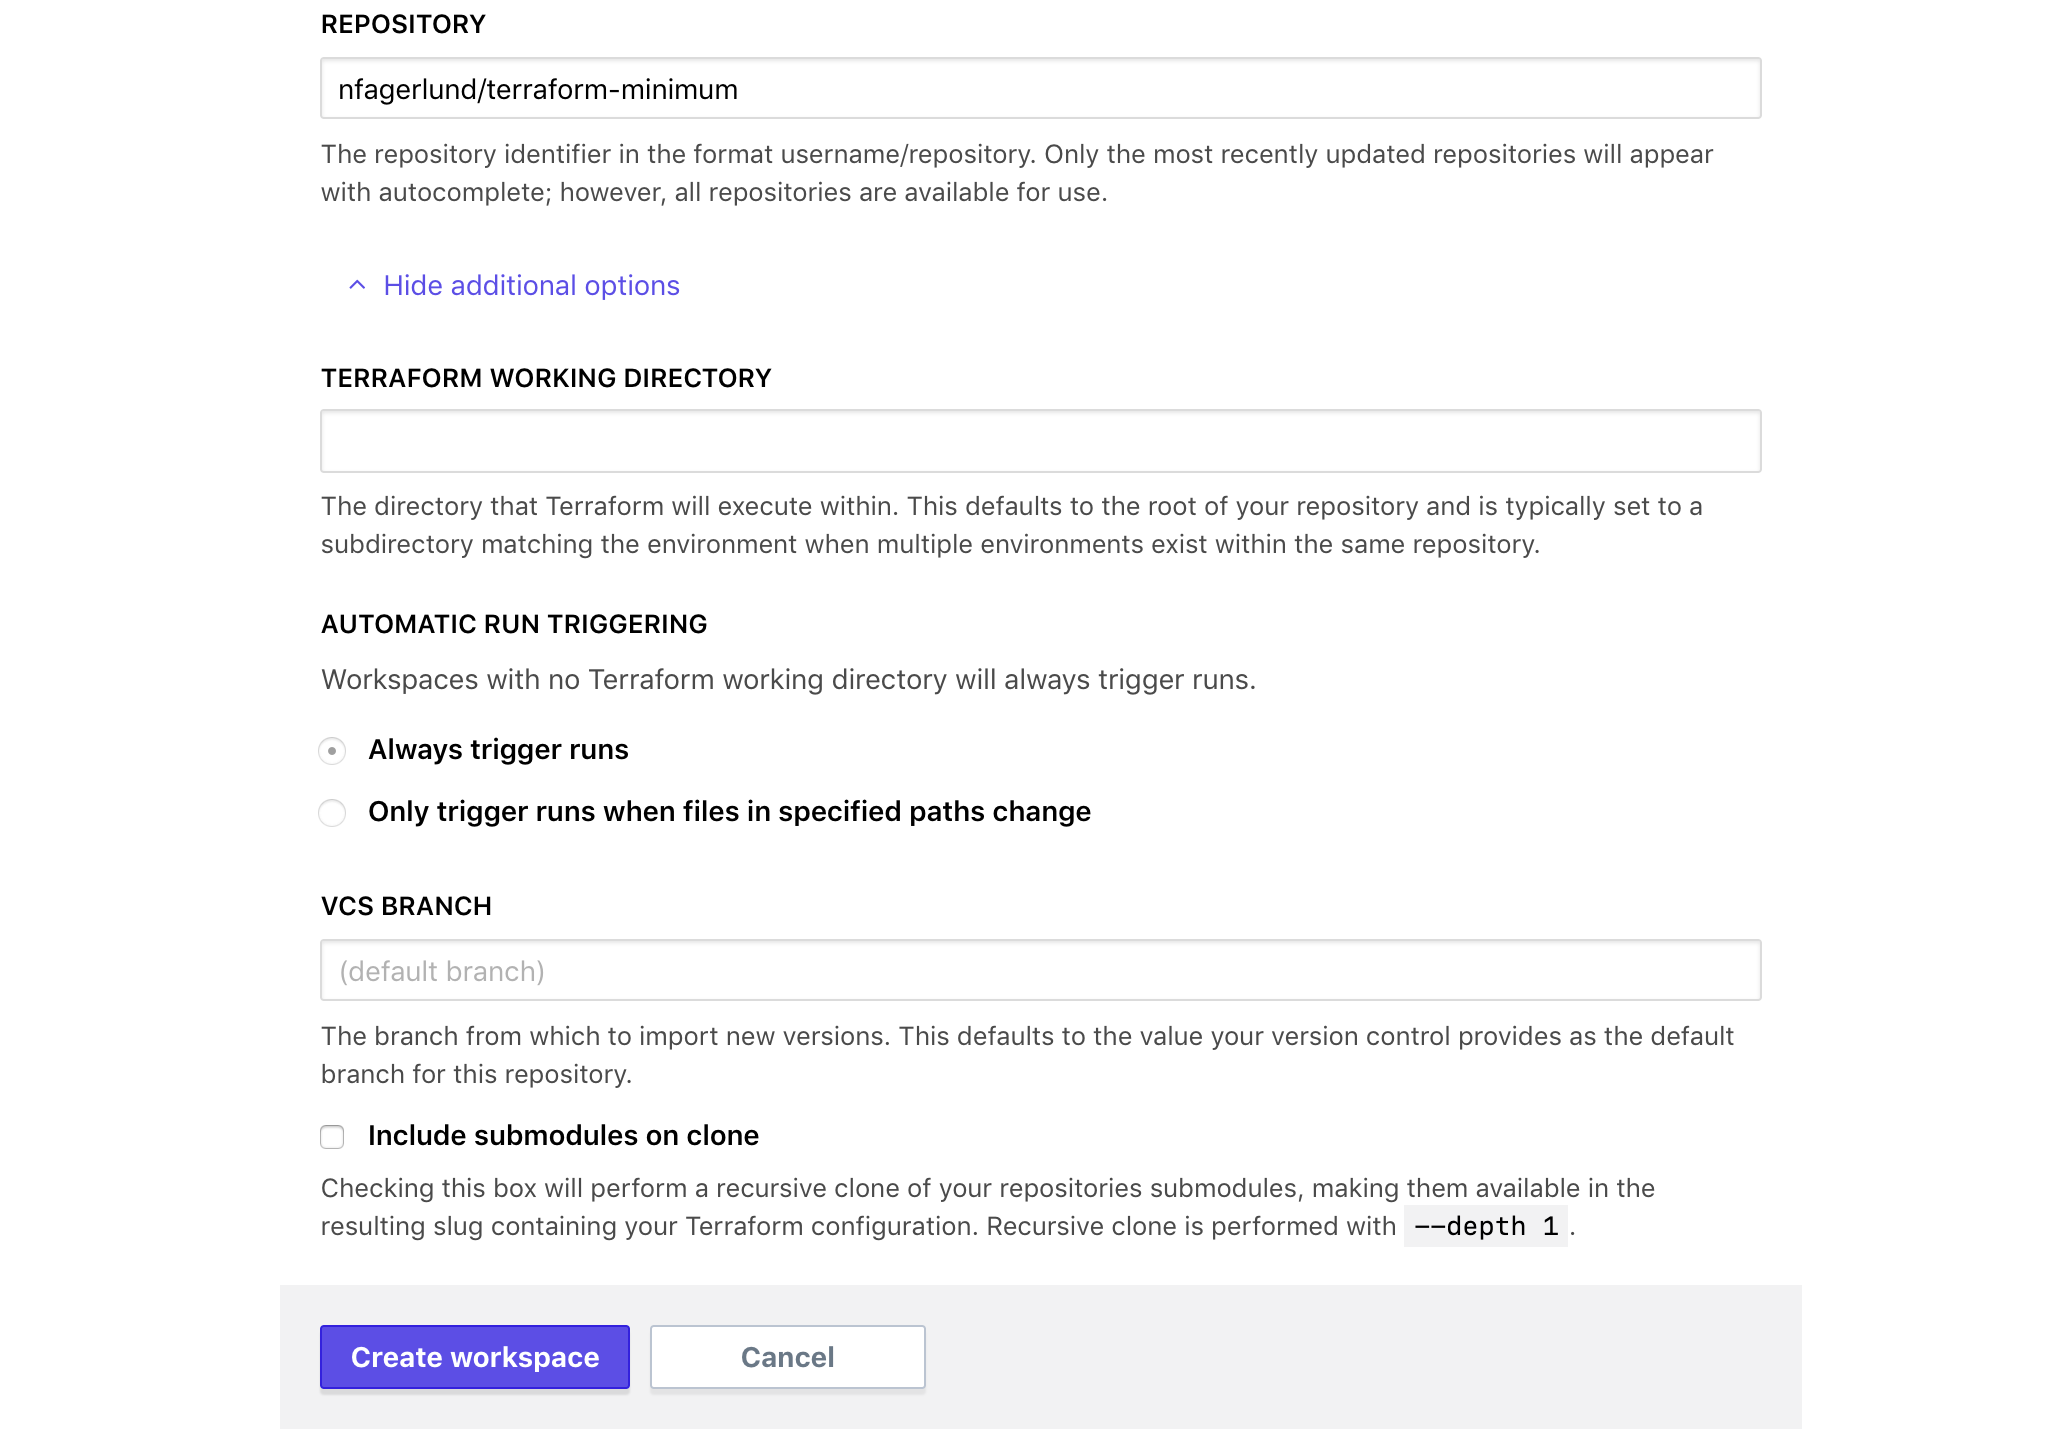 REPOSITORY
nfagerlund/terraform-minimum
The repository identifier in the format username/repository. Only the most recently updated repositories will appear
with autocomplete; however, all repositories are available for use.
Hide additional options
TERRAFORM WORKING DIRECTORY
The directory that Terraform will execute within. This defaults to the root of your repository and is typically set to a
subdirectory matching the environment when multiple environments exist within the same repository.
AUTOMATIC RUN TRIGGERING
Workspaces with no Terraform working directory will always trigger runs.
Always trigger runs
Only trigger runs when files in specified paths change
VCS BRANCH
(default branch)
The branch from which to import new versions. This defaults to the value your version control provides as the default
branch for this repository.
Include submodules on clone
Checking this box will perform a recursive clone of your repositories submodules, making them available in the
resulting slug containing your Terraform configuration. Recursive clone is performed with --depth 1.
Create workspace
Cancel